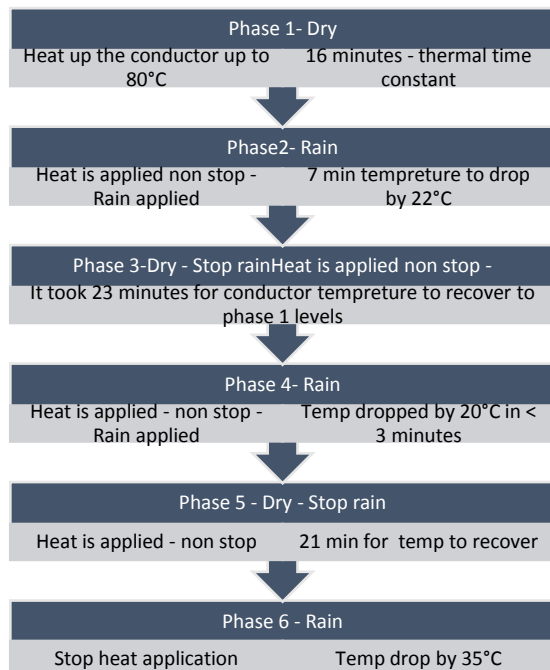 Phase 1- Dry
Heat up the conductor up to
80°C
16 minutes - thermal time
constant
Phase2- Rain
Heat is applied non stop -
Rain applied
7 min tempreture to drop
by 22°C
Phase 3-Dry - Stop rainHeat is applied non stop -
It took 23 minutes for conductor tempreture to recover to
phase 1 levels
Phase 4- Rain
Heat is applied - non stop -
Rain applied
Temp dropped by 20°C in <
3 minutes
Phase 5 - Dry - Stop rain
Heat is applied - non stop
21 min for  temp to recover
Phase 6 - Rain
Stop heat application
Temp drop by 35°C